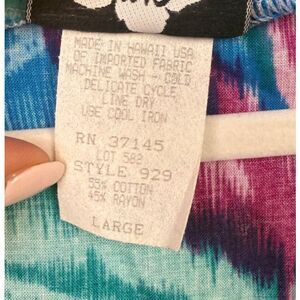 MADE IN HAWAII USA
OF IMPORTED FABRIC
MACHINE WASH - COLD
DELICATE CYCLE
LINE DRY
USE COOL IRON
RN 37145
LOT 582
STYLE 929
55% COTTON
45% RAYON
LARGE